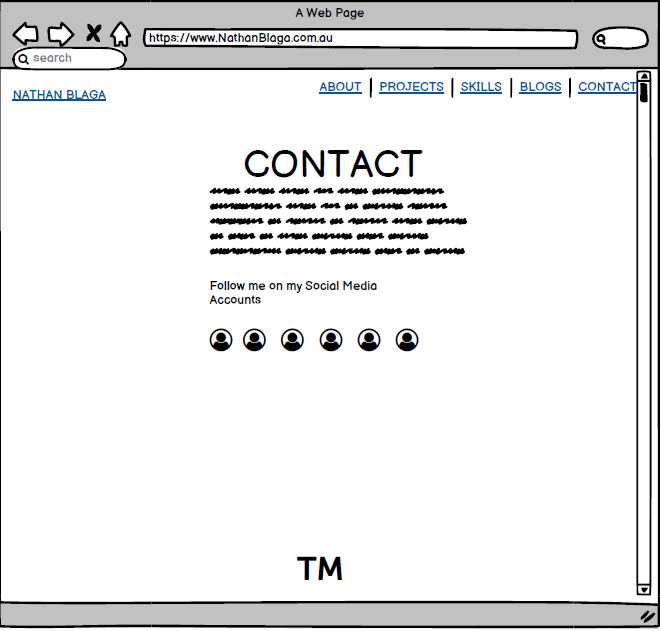 A Web Page
https://www.NathanBlaga.com.au
search
NATHAN BLAGA
ABOUT | PROJECTS | SKILLS | BLOGS | CONTACT
CONTACT
Follow me on my Social Media
Accounts
TM